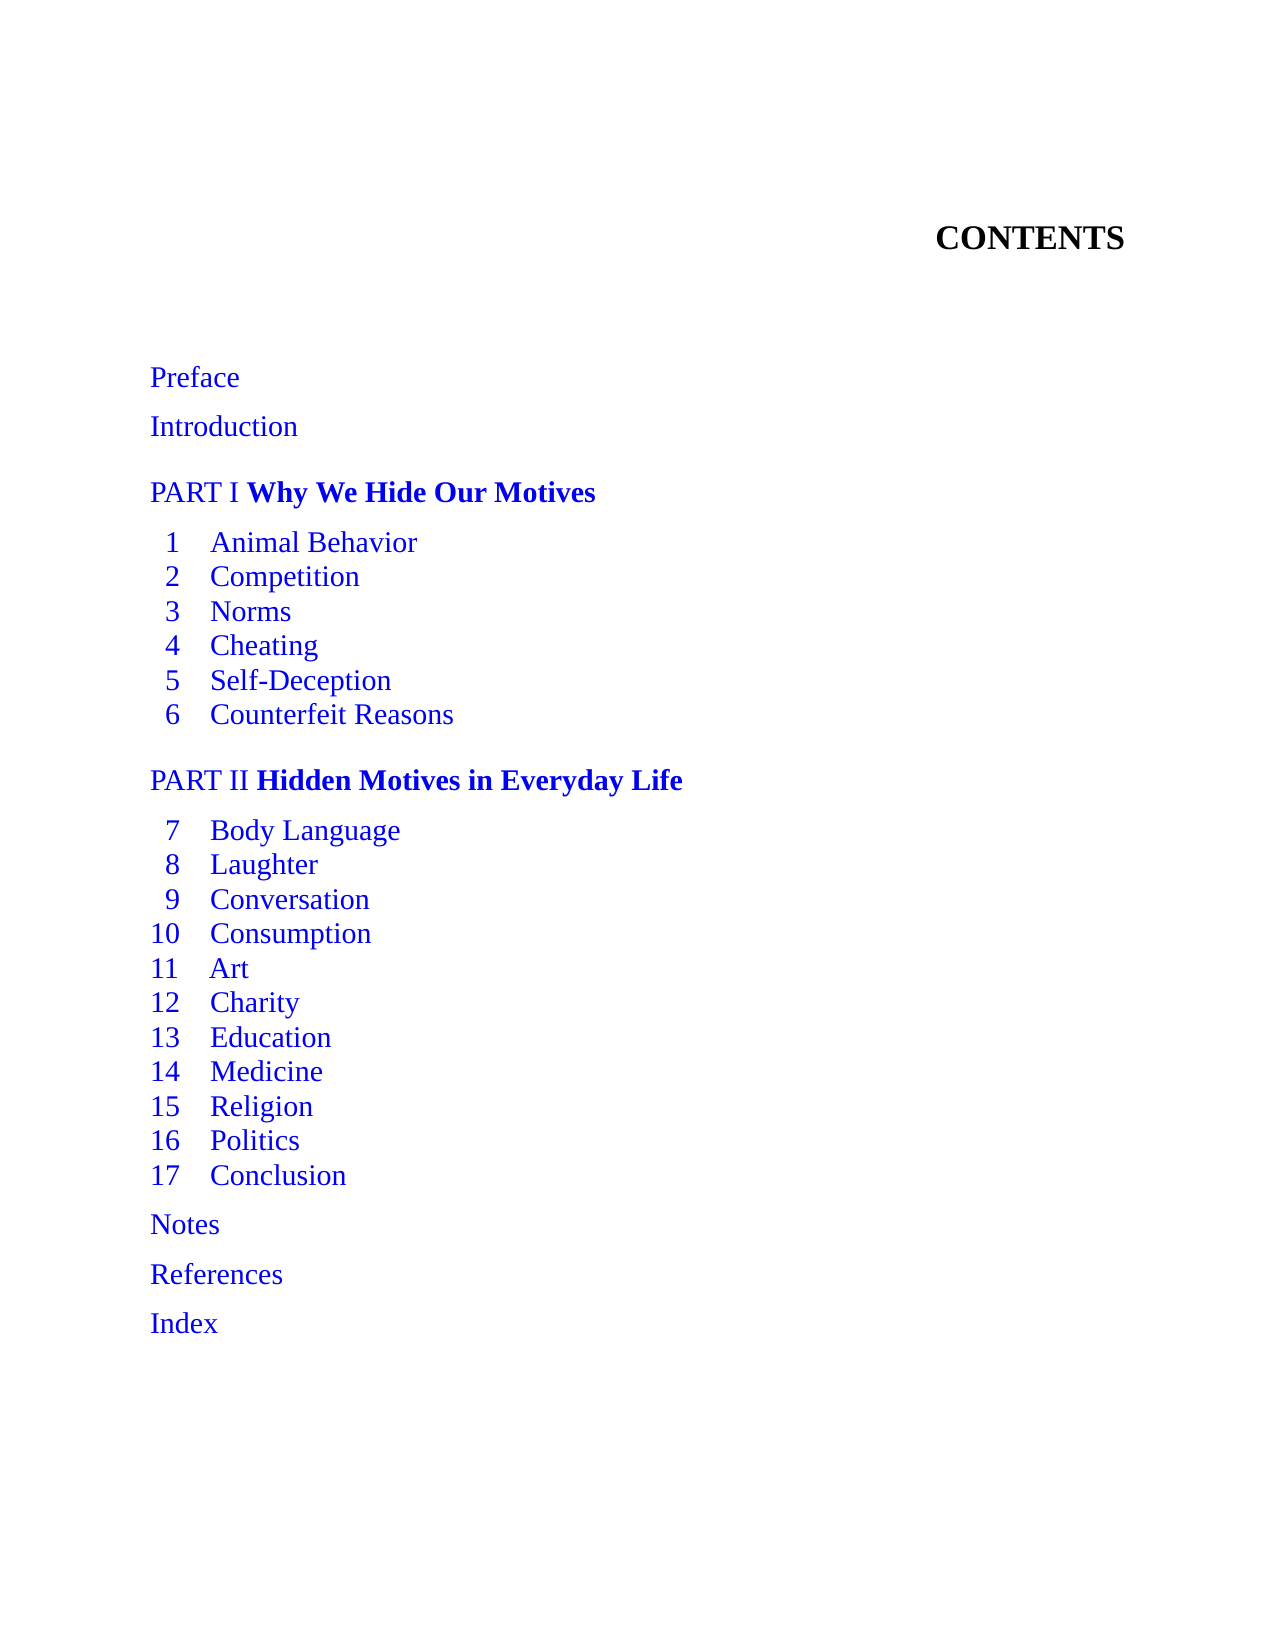 CONTENTS
Preface
Introduction
PART I Why We Hide Our Motives
1 Animal Behavior
2 Competition
3 Norms
4 Cheating
5 Self-Deception
6 Counterfeit Reasons
PART II Hidden Motives in Everyday Life
7 Body Language
8 Laughter
9 Conversation
10 Consumption
11 Art
12 Charity
13 Education
14 Medicine
15 Religion
16 Politics
17 Conclusion
Notes
References
Index